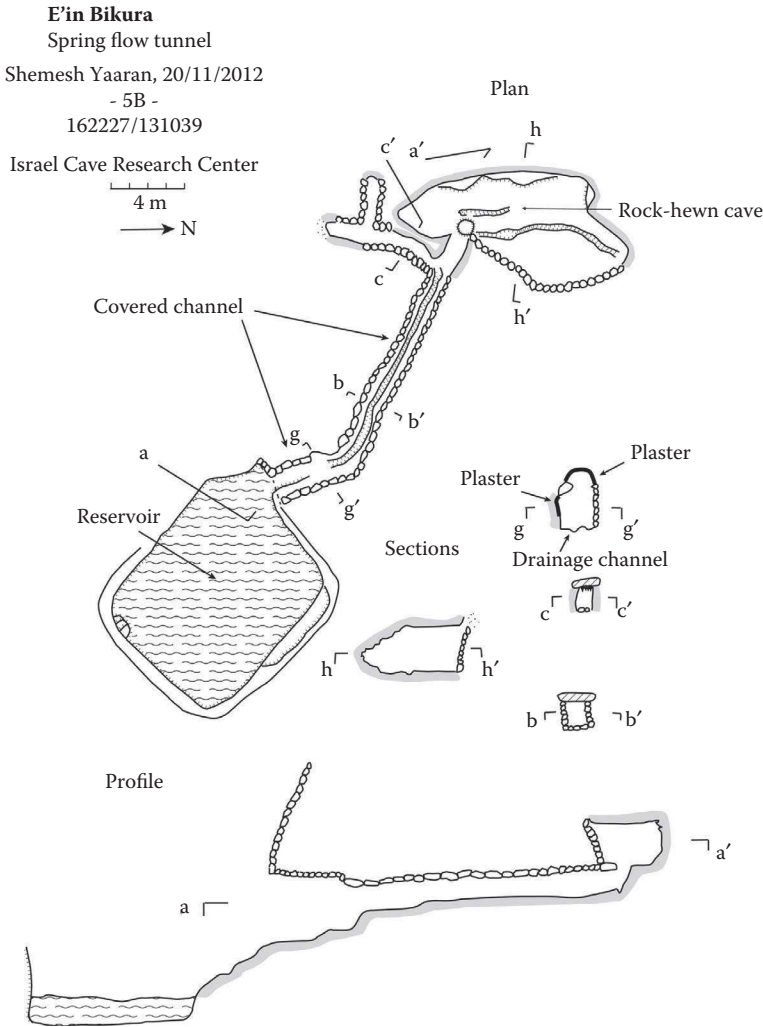 E'in Bikura
Spring flow tunnel
Shemesh Yaaran, 20/11/2012
- 5B -
162227/131039
Israel Cave Research Center
4 m
N
Plan
c′
a′
h
Rock-hewn cave
c
h′
Covered channel
b
b′
g
a
g′
Reservoir
Plaster
Plaster
g
g′
Sections
Drainage channel
c
c′
h
h′
b
b′
Profile
a′
a